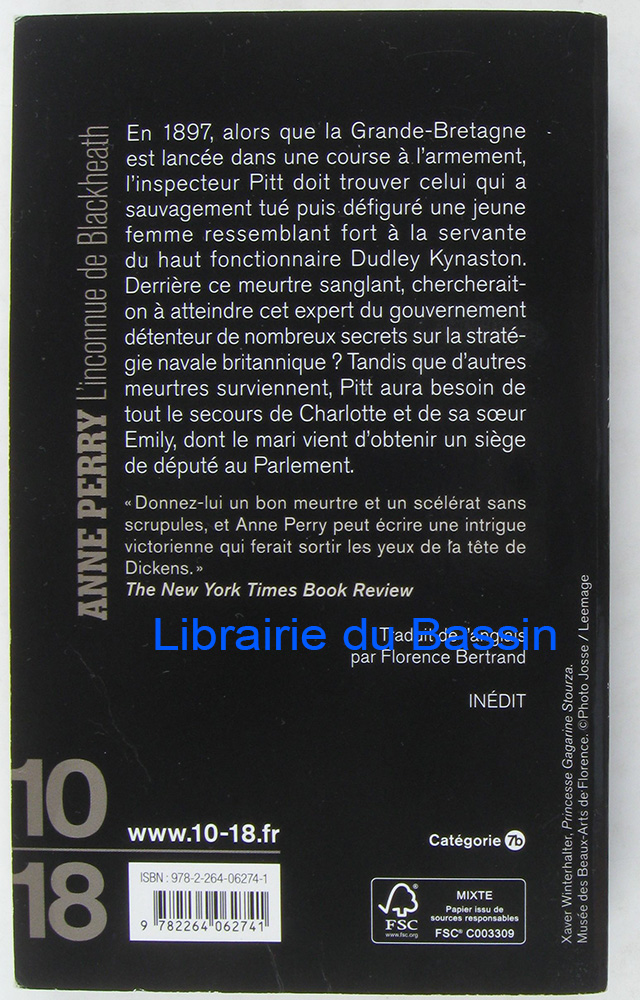 ANNE PERRY L'inconnue de Blackheath
En 1897, alors que la Grande-Bretagne
est lancée dans une course à l'armement,
l'inspecteur Pitt doit trouver celui qui a
sauvagement tué puis défiguré une jeune
femme ressemblant fort à la servante
du haut fonctionnaire Dudley Kynaston.
Derrière ce meurtre sanglant, chercherait-
on à atteindre cet expert du gouvernement
détenteur de nombreux secrets sur la straté-
gie navale britannique ? Tandis que d'autres
meurtres surviennent, Pitt aura besoin de
tout le secours de Charlotte et de sa sœur
Emily, dont le mari vient d'obtenir un siège
de député au Parlement.
« Donnez-lui un bon meurtre et un scélérat sans
scrupules, et Anne Perry peut écrire une intrigue
victorienne qui ferait sortir les yeux de la tête de
Dickens. »
The New York Times Book Review
Librairie du Bassin
Traduit de l'anglais
par Florence Bertrand
INÉDIT
Xaver Winterhalter, Princesse Gagarine Stourza.
Musée des Beaux-Arts de Florence. ©Photo Josse / Leemage
10
18
www.10-18.fr
Catégorie 7b
ISBN : 978-2-264-06274-1
9 782264 062741
FSC
www.fsc.org
MIXTE
Papier issu de
sources responsables
FSC® C003309